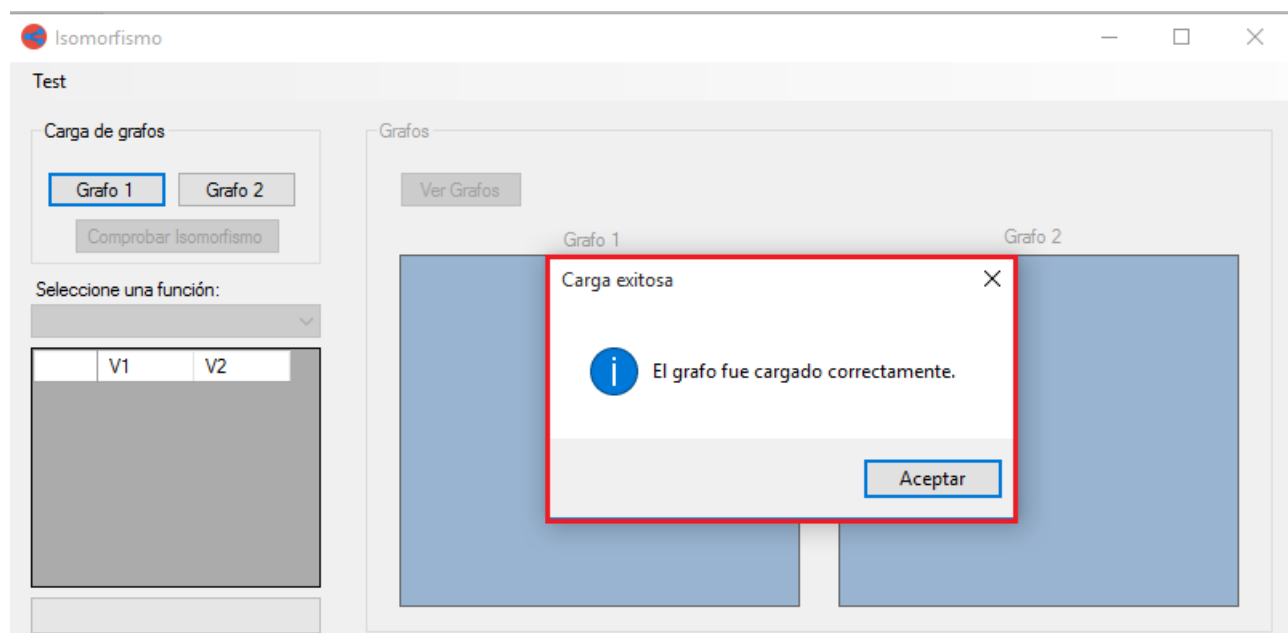 Isomorfismo
Test
Carga de grafos
Grafo 1 Grafo 2
Comprobar Isomorfismo
Seleccione una función:
V1 V2
Grafos
Ver Grafos
Grafo 1 Grafo 2
Carga exitosa
El grafo fue cargado correctamente.
Aceptar